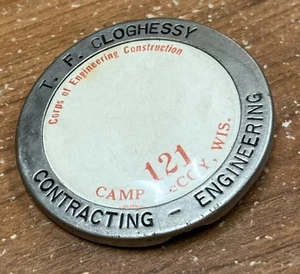 T. F. CLOGHESSY
Corps of Engineering Construction
121
CAMP McCOY, WIS.
CONTRACTING - ENGINEERING